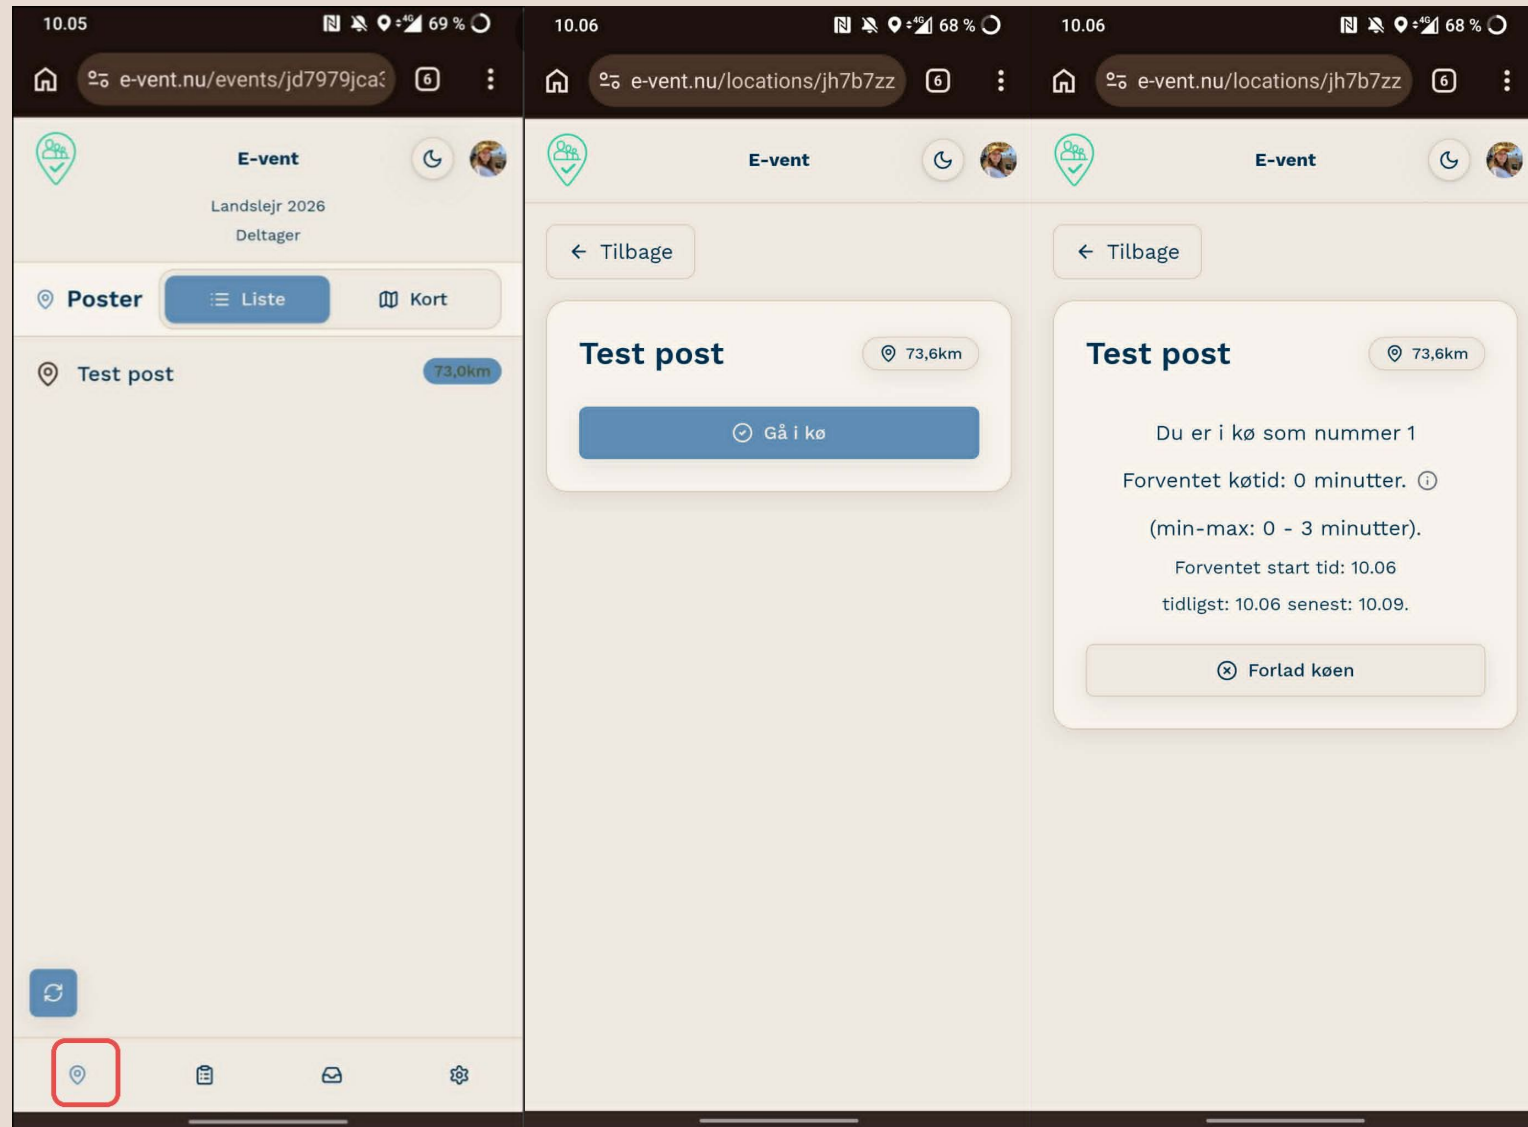 10.05
4G 69 %
e-vent.nu/events/jd7979jca
6
E-vent
Landslejr 2026
Deltager
Poster
Liste
Kort
Test post
73,0km
10.06
4G 68 %
e-vent.nu/locations/jh7b7zz
6
E-vent
← Tilbage
Test post
73,6km
Gå i kø
10.06
4G 68 %
e-vent.nu/locations/jh7b7zz
6
E-vent
← Tilbage
Test post
73,6km
Du er i kø som nummer 1
Forventet køtid: 0 minutter.
(min-max: 0 - 3 minutter).
Forventet start tid: 10.06
tidligst: 10.06 senest: 10.09.
Forlad køen